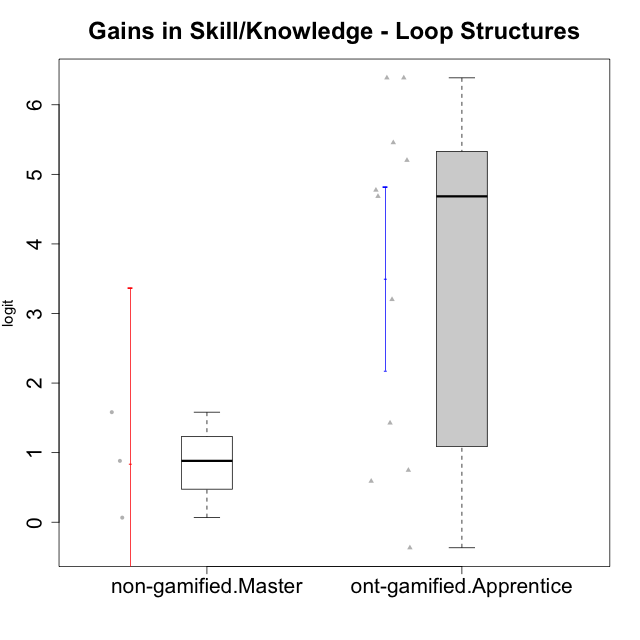 Gains in Skill/Knowledge - Loop Structures
6
5
4
3
2
1
0
logit
non-gamified.Master
ont-gamified.Apprentice